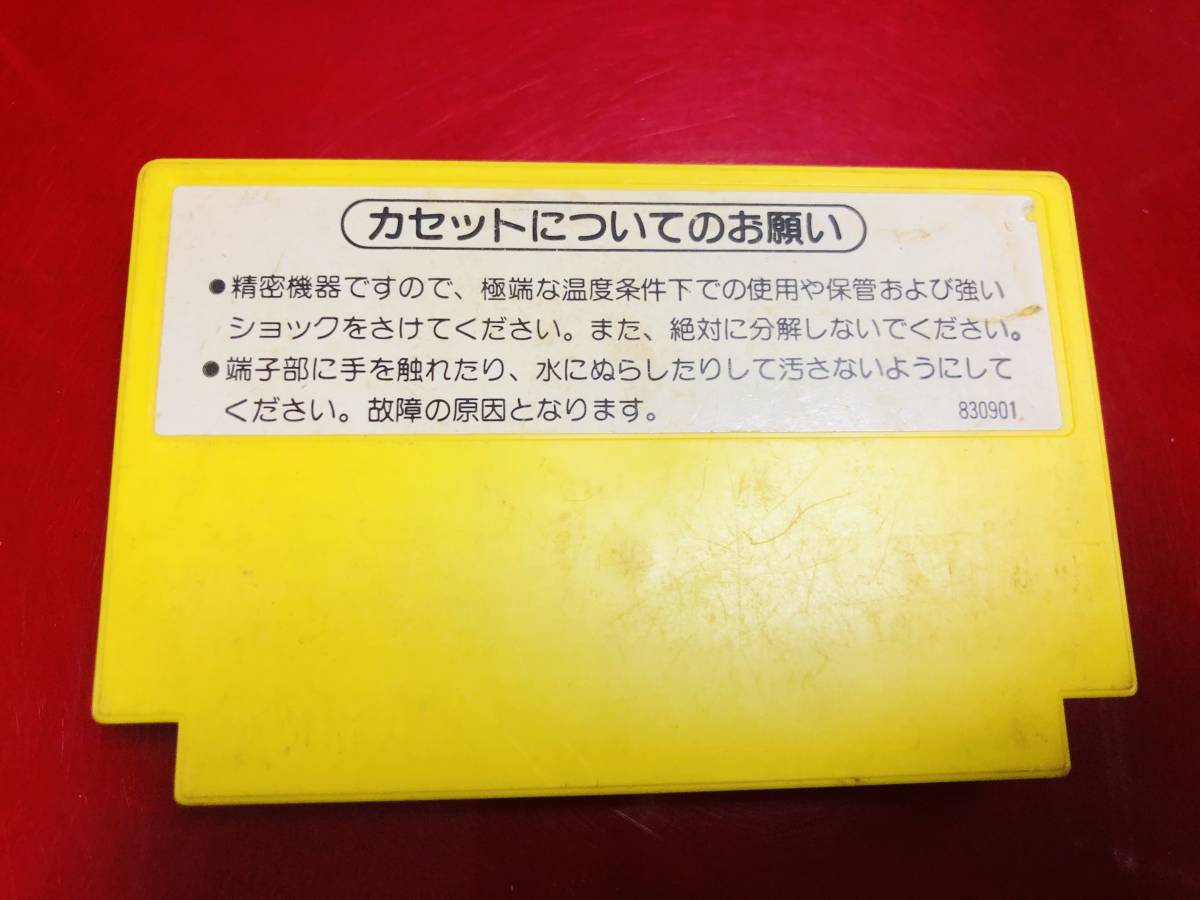 カセットについてのお願い
●精密機器ですので、極端な温度条件下での使用や保管および強い
ショックをさけてください。また、絶対に分解しないでください。
●端子部に手を触れたり、水にぬらしたりして汚さないようにして
ください。故障の原因となります。 830901